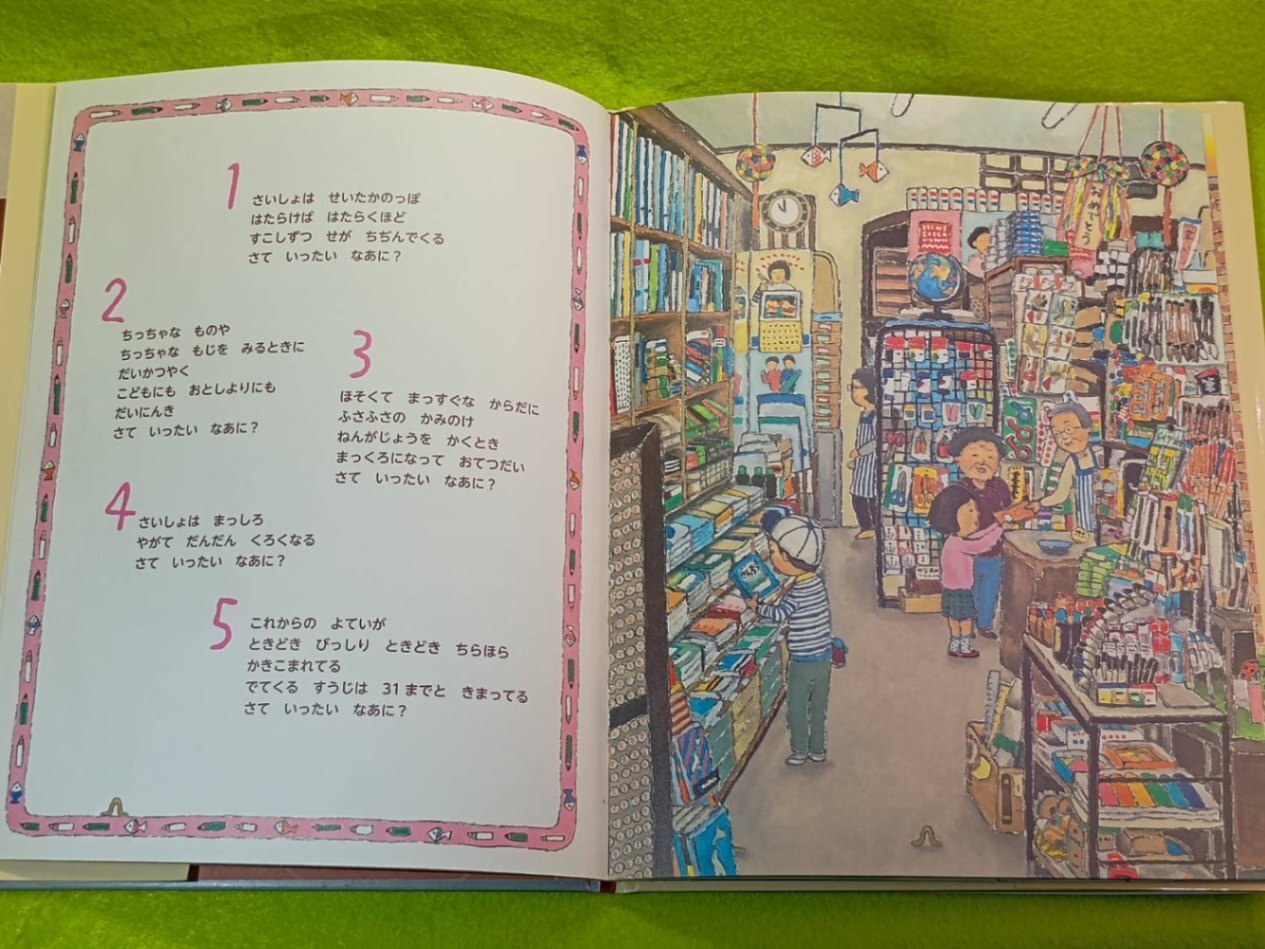 1
さいしょは　せいたかのっぽ
はたらけば　はたらくほど
すこしずつ　せが　ちぢんでくる
さて　いったい　なあに？
2
ちっちゃな　ものや
ちっちゃな　もじを　みるときに
だいかつやく
こどもにも　おとしよりにも
だいにんき
さて　いったい　なあに？
3
ほそくて　まっすぐな　からだに
ふさふさの　かみのけ
ねんがじょうを　かくとき
まっくろになって　おてつだい
さて　いったい　なあに？
4
さいしょは　まっしろ
やがて　だんだん　くろくなる
さて　いったい　なあに？
5
これからの　よていが
ときどき　びっしり　ときどき　ちらほら
かきこまれてる
でてくる　すうじは　31までと　きまってる
さて　いったい　なあに？
おめでとう